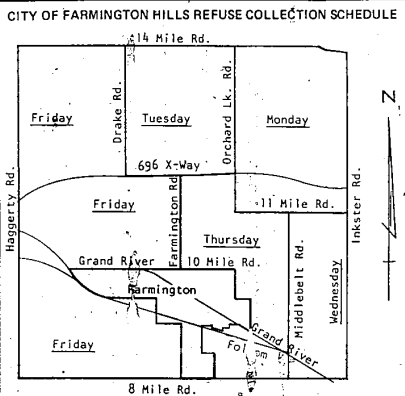 CITY OF FARMINGTON HILLS REFUSE COLLECTION SCHEDULE
14 Mile Rd.
Drake Rd.
Orchard Lk. Rd.
Friday
Tuesday
Monday
N
696 X-Way
Haggerty Rd.
Inkster Rd.
Friday
Farmington Rd
11 Mile Rd.
Thursday
Grand River
10 Mile Rd.
Middlebelt Rd.
Wednesday
Farmington
Grand River
Friday
8 Mile Rd.